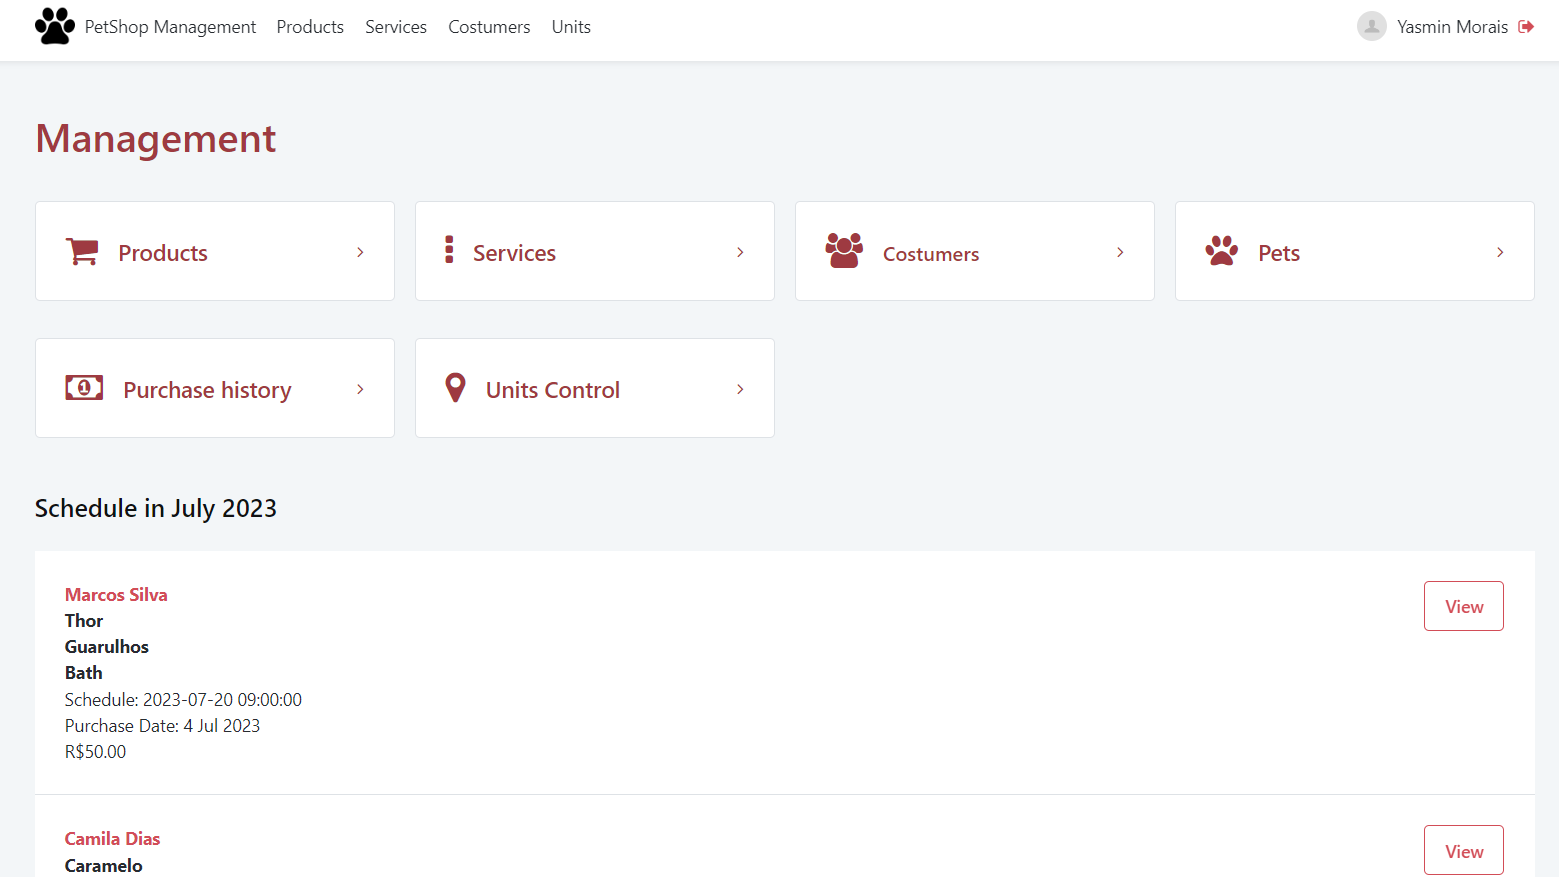 PetShop Management Products Services Costumers Units Yasmin Morais
Management
Products Services Costumers Pets
1 Purchase history Units Control
Schedule in July 2023
Marcos Silva View
Thor
Guarulhos
Bath
Schedule: 2023-07-20 09:00:00
Purchase Date: 4 Jul 2023
R$50.00
Camila Dias View
Caramelo